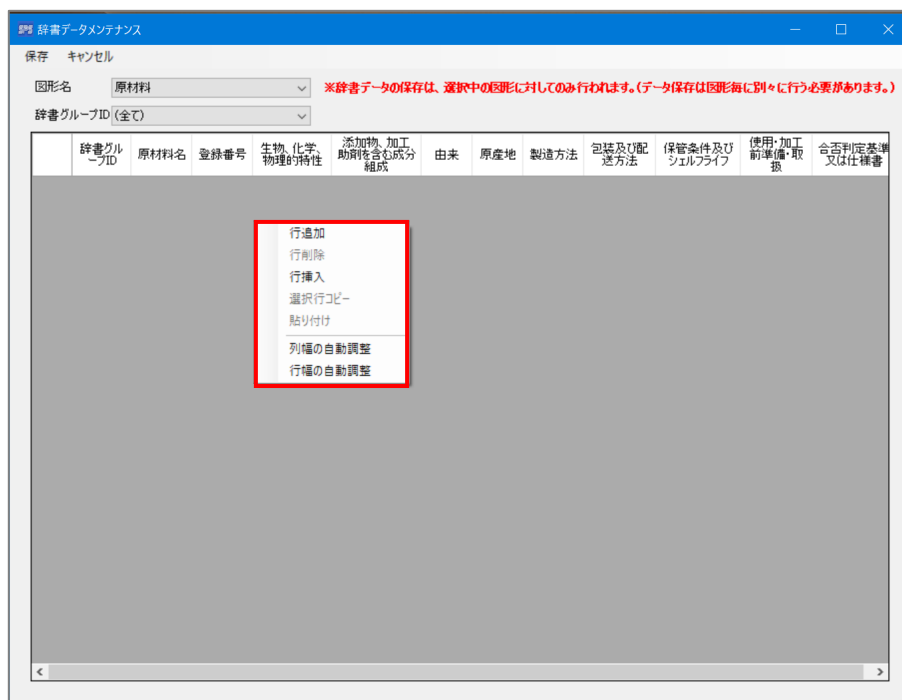 SPS 辞書データメンテナンス
保存 キャンセル
図形名 原材料 ※辞書データの保存は、選択中の図形に対してのみ行われます。(データ保存は図形毎に別々に行う必要があります。)
辞書グループID (全て)
辞書グル
ープID
原材料名
登録番号
生物、化学、
物理的特性
添加物、加工
助剤を含む成分
組成
由来
原産地
製造方法
包装及び配
送方法
保管条件及び
シェルフライフ
使用・加工
前準備・取
扱
合否判定基準
又は仕様書
行追加
行削除
行挿入
選択行コピー
貼り付け
列幅の自動調整
行幅の自動調整